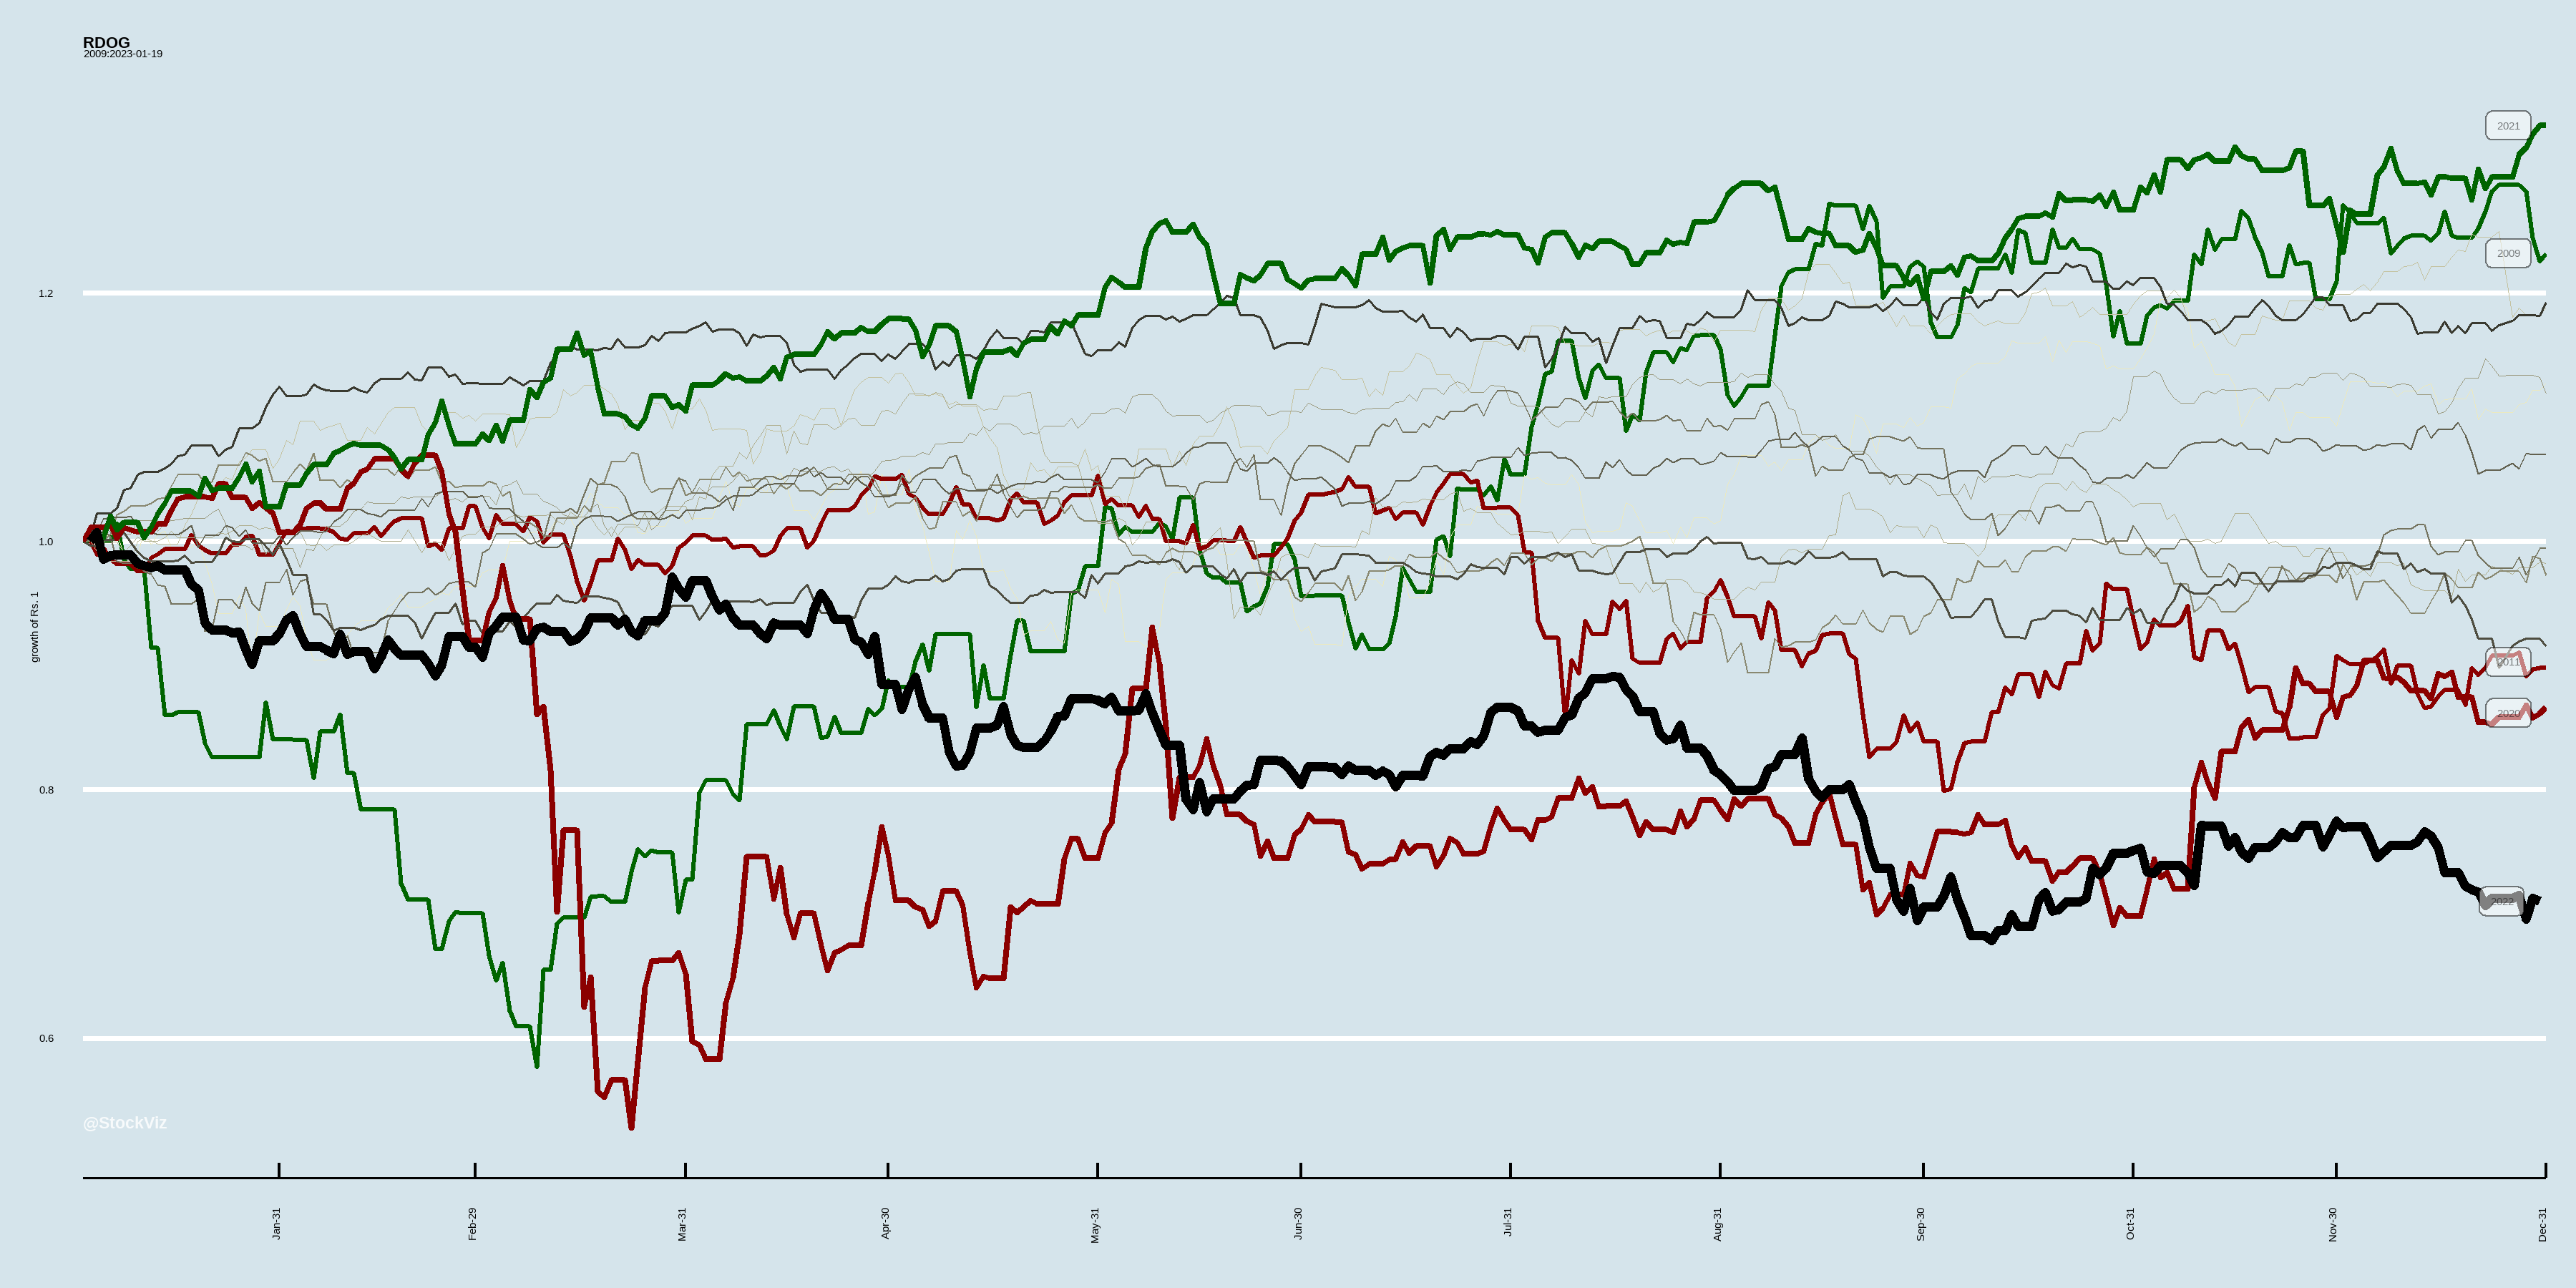 RDOG
2009:2023-01-19
2021
2009
1.2
1.0
growth of Rs. 1
2011
2020
0.8
2022
0.6
@StockViz
Jan-31
Feb-29
Mar-31
Apr-30
May-31
Jun-30
Jul-31
Aug-31
Sep-30
Oct-31
Nov-30
Dec-31